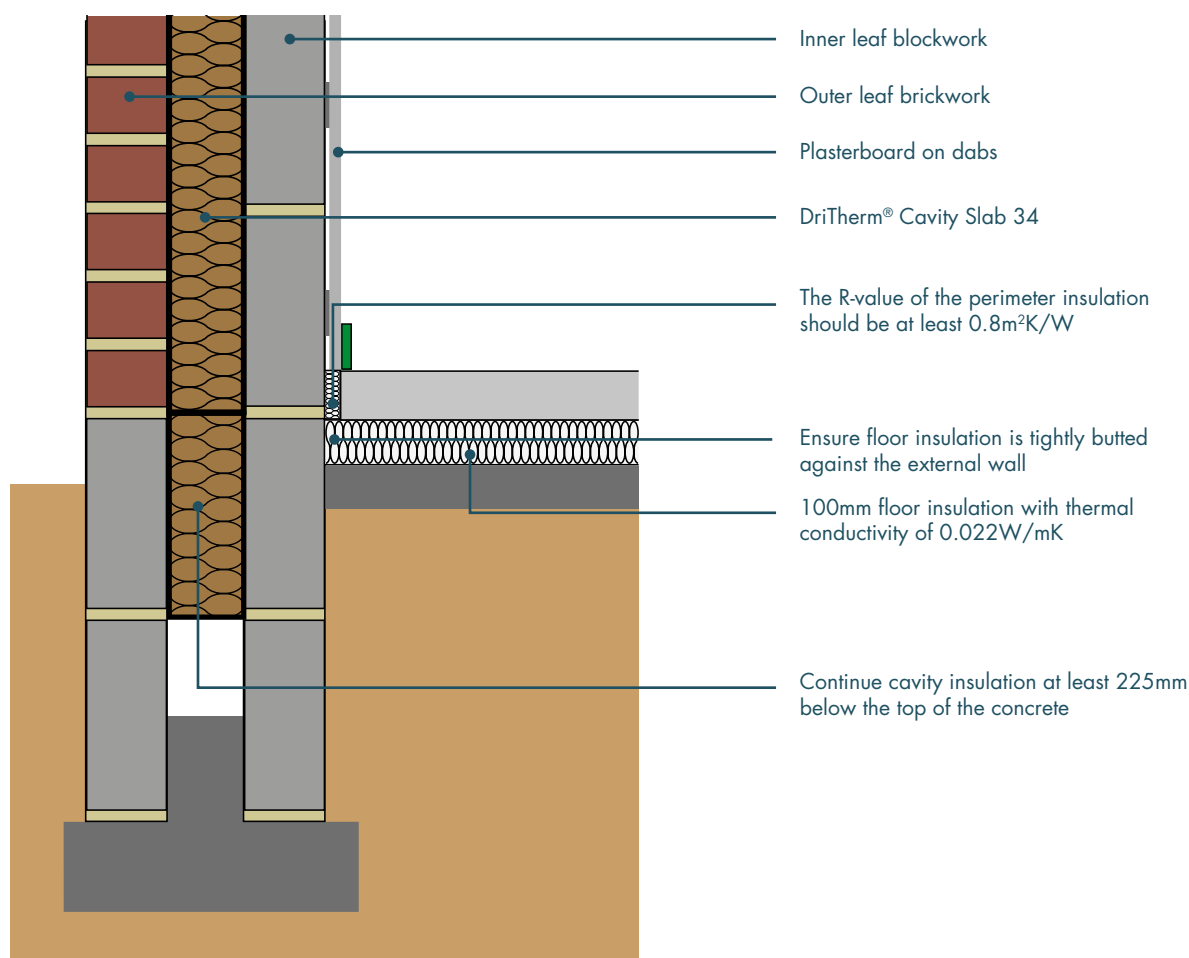 Inner leaf blockwork
Outer leaf brickwork
Plasterboard on dabs
DriTherm® Cavity Slab 34
The R-value of the perimeter insulation
should be at least 0.8m²K/W
Ensure floor insulation is tightly butted
against the external wall
100mm floor insulation with thermal
conductivity of 0.022W/mK
Continue cavity insulation at least 225mm
below the top of the concrete